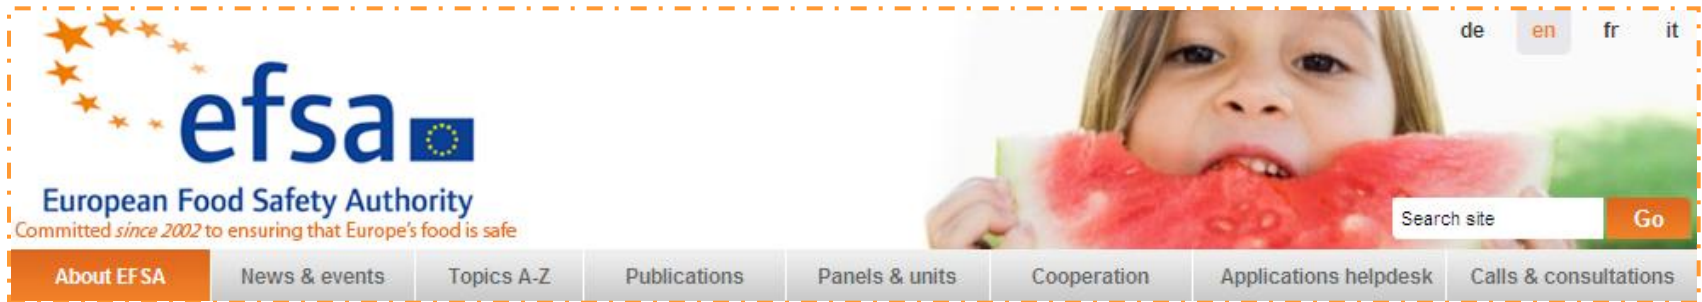 de en fr it
efsa
European Food Safety Authority
Committed since 2002 to ensuring that Europe's food is safe
Search site Go
About EFSA News & events Topics A-Z Publications Panels & units Cooperation Applications helpdesk Calls & consultations